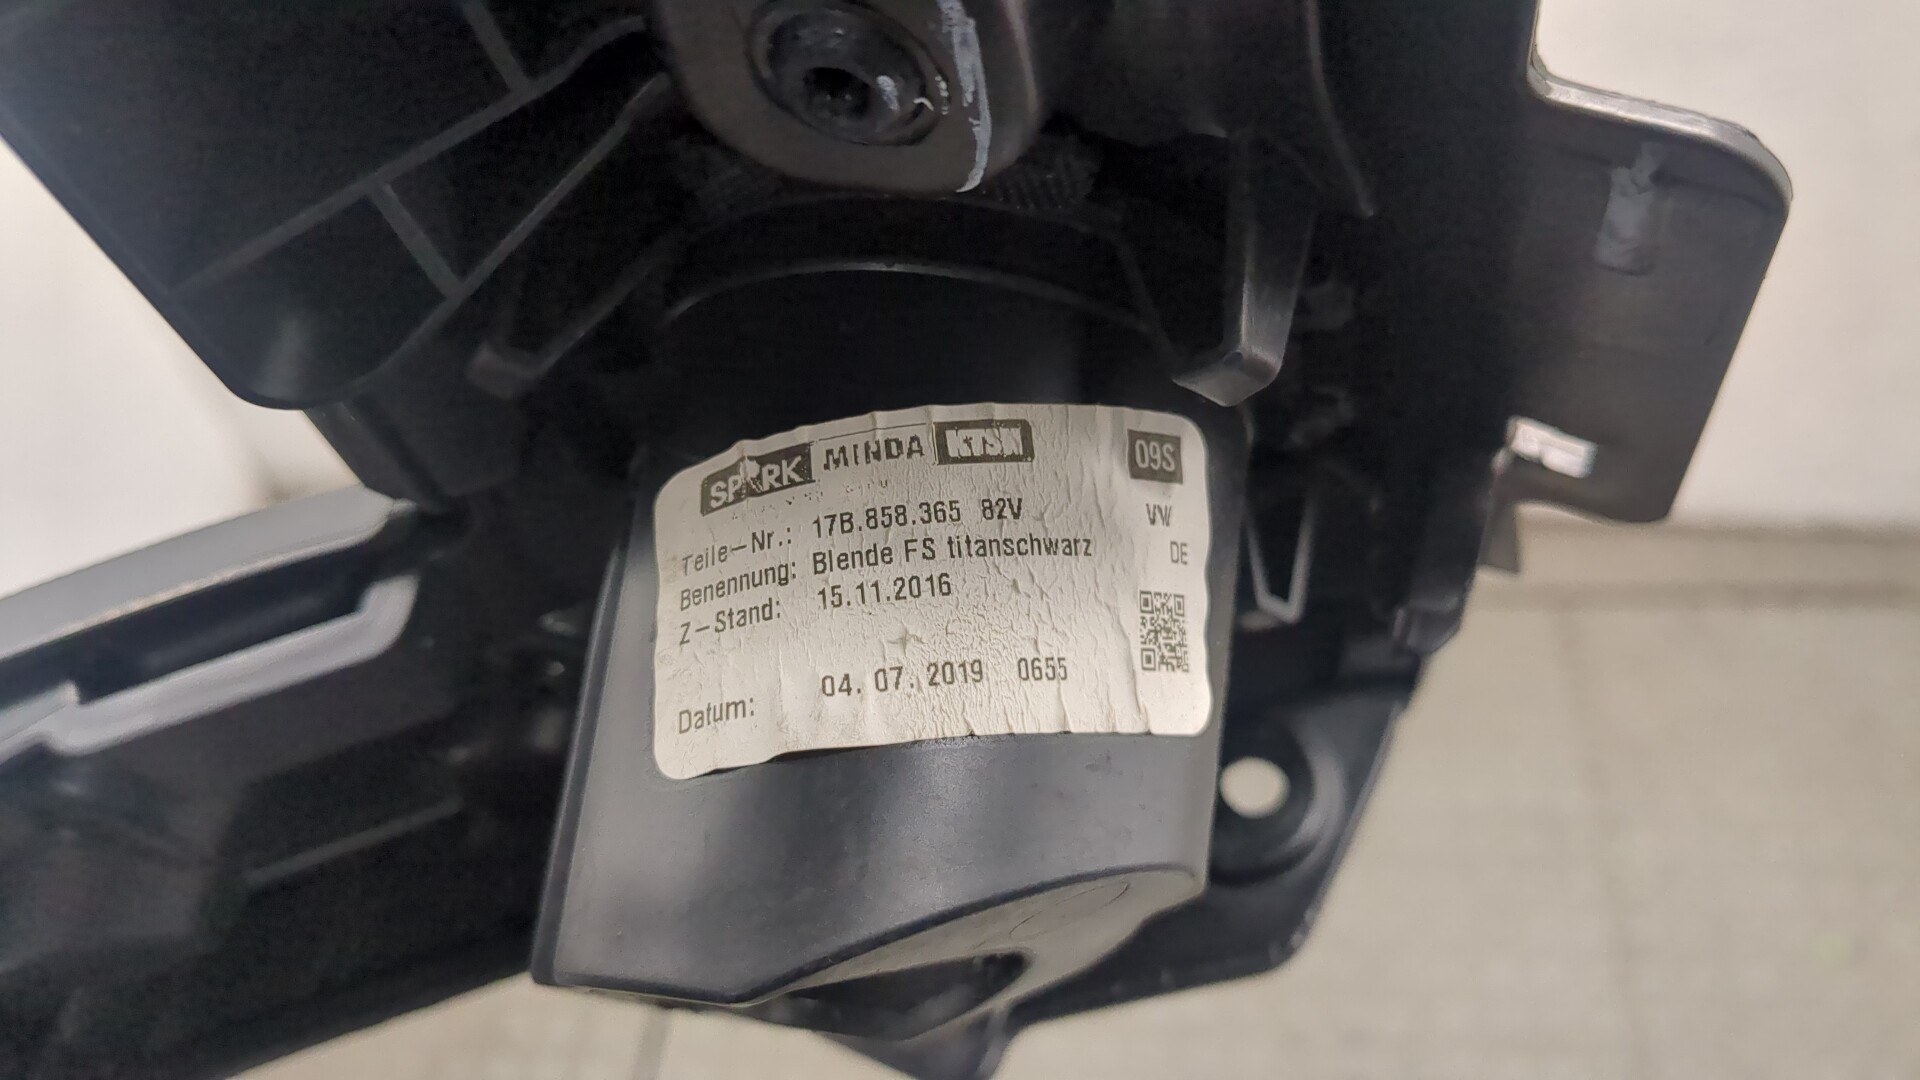 SPARK MINDA KTSN 09S
Teile-Nr.: 17B.858.365 82V VW
Benennung: Blende FS titanschwarz DE
Z-Stand: 15.11.2016
Datum: 04.07.2019 0655